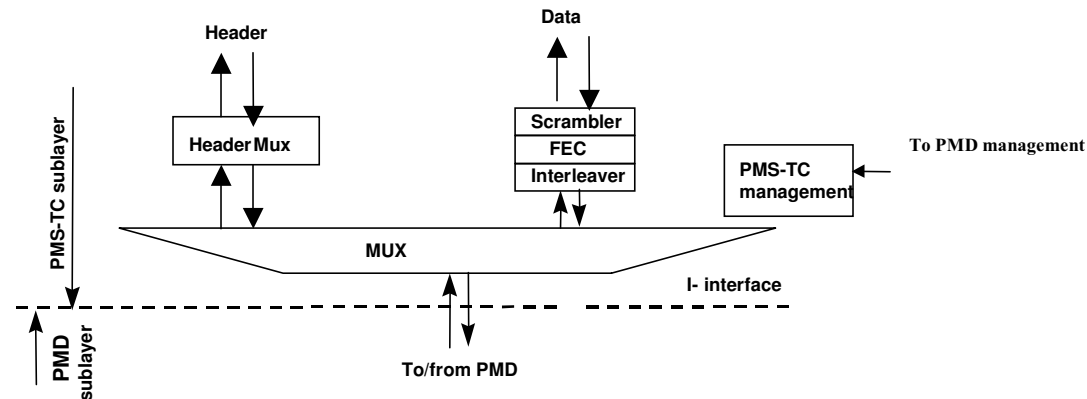 Data
Header
Scrambler
Header Mux
FEC
Interleaver
To PMD management
PMS-TC
management
PMS-TC sublayer
MUX
I- interface
PMD
sublayer
To/from PMD